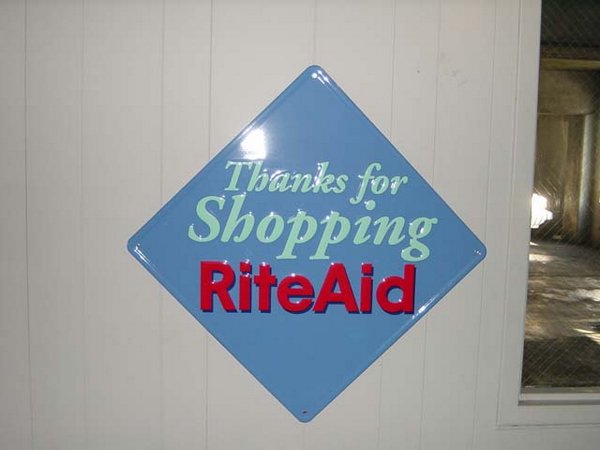 Thanks for
Shopping
RiteAid